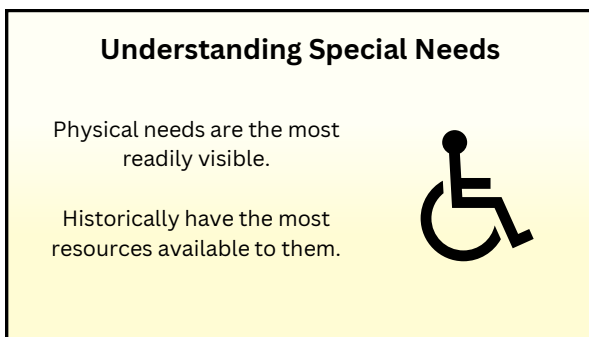 Understanding Special Needs
Physical needs are the most
readily visible.
Historically have the most
resources available to them.